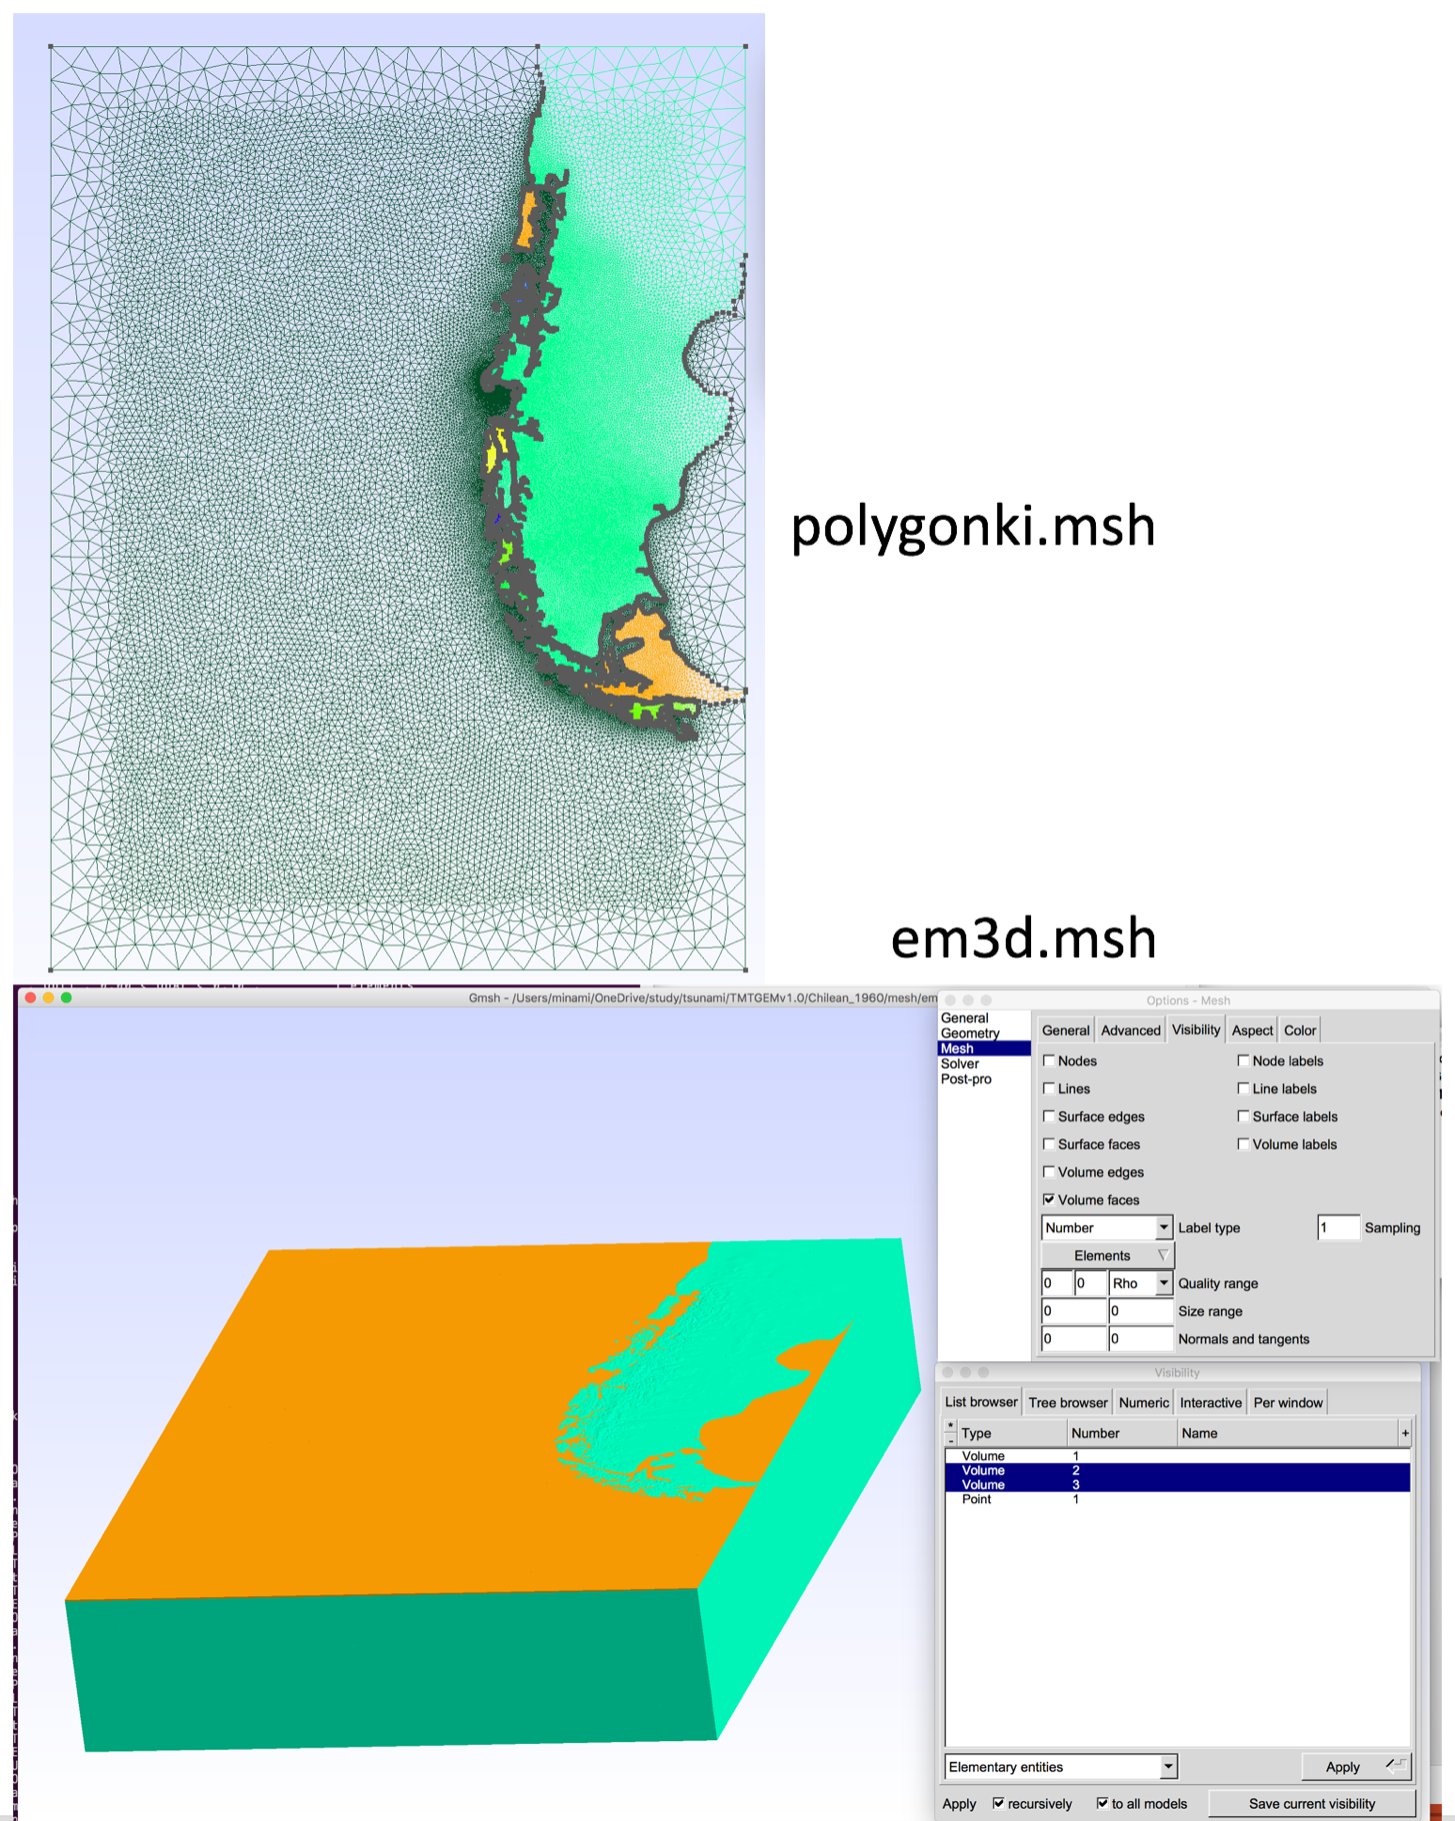 polygonki.msh
em3d.msh
Gmsh - /Users/minami/OneDrive/study/tsunami/TMTGEMv1.0/Chilean_1960/mesh/em
Options - Mesh
General
Geometry
Mesh
Solver
Post-pro
General Advanced Visibility Aspect Color
Nodes Node labels
Lines Line labels
Surface edges Surface labels
Surface faces Volume labels
Volume edges
Volume faces
Number Label type 1 Sampling
Elements
0 0 Rho Quality range
0 0 Size range
0 0 Normals and tangents
Visibility
List browser Tree browser Numeric Interactive Per window
* - Type Number Name +
Volume 1
Volume 2
Volume 3
Point 1
Elementary entities Apply
Apply recursively to all models Save current visibility